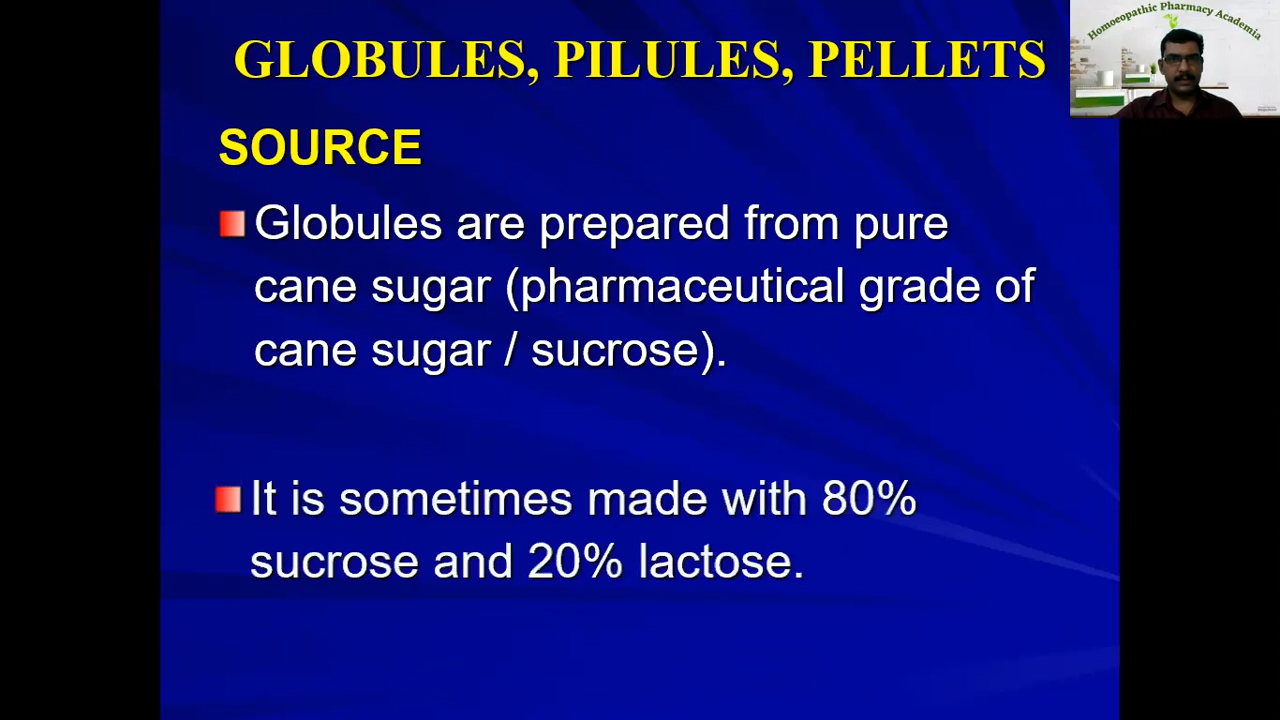 Homoeopathic Pharmacy Academia
GLOBULES, PILULES, PELLETS
SOURCE
Globules are prepared from pure
cane sugar (pharmaceutical grade of
cane sugar / sucrose).
It is sometimes made with 80%
sucrose and 20% lactose.